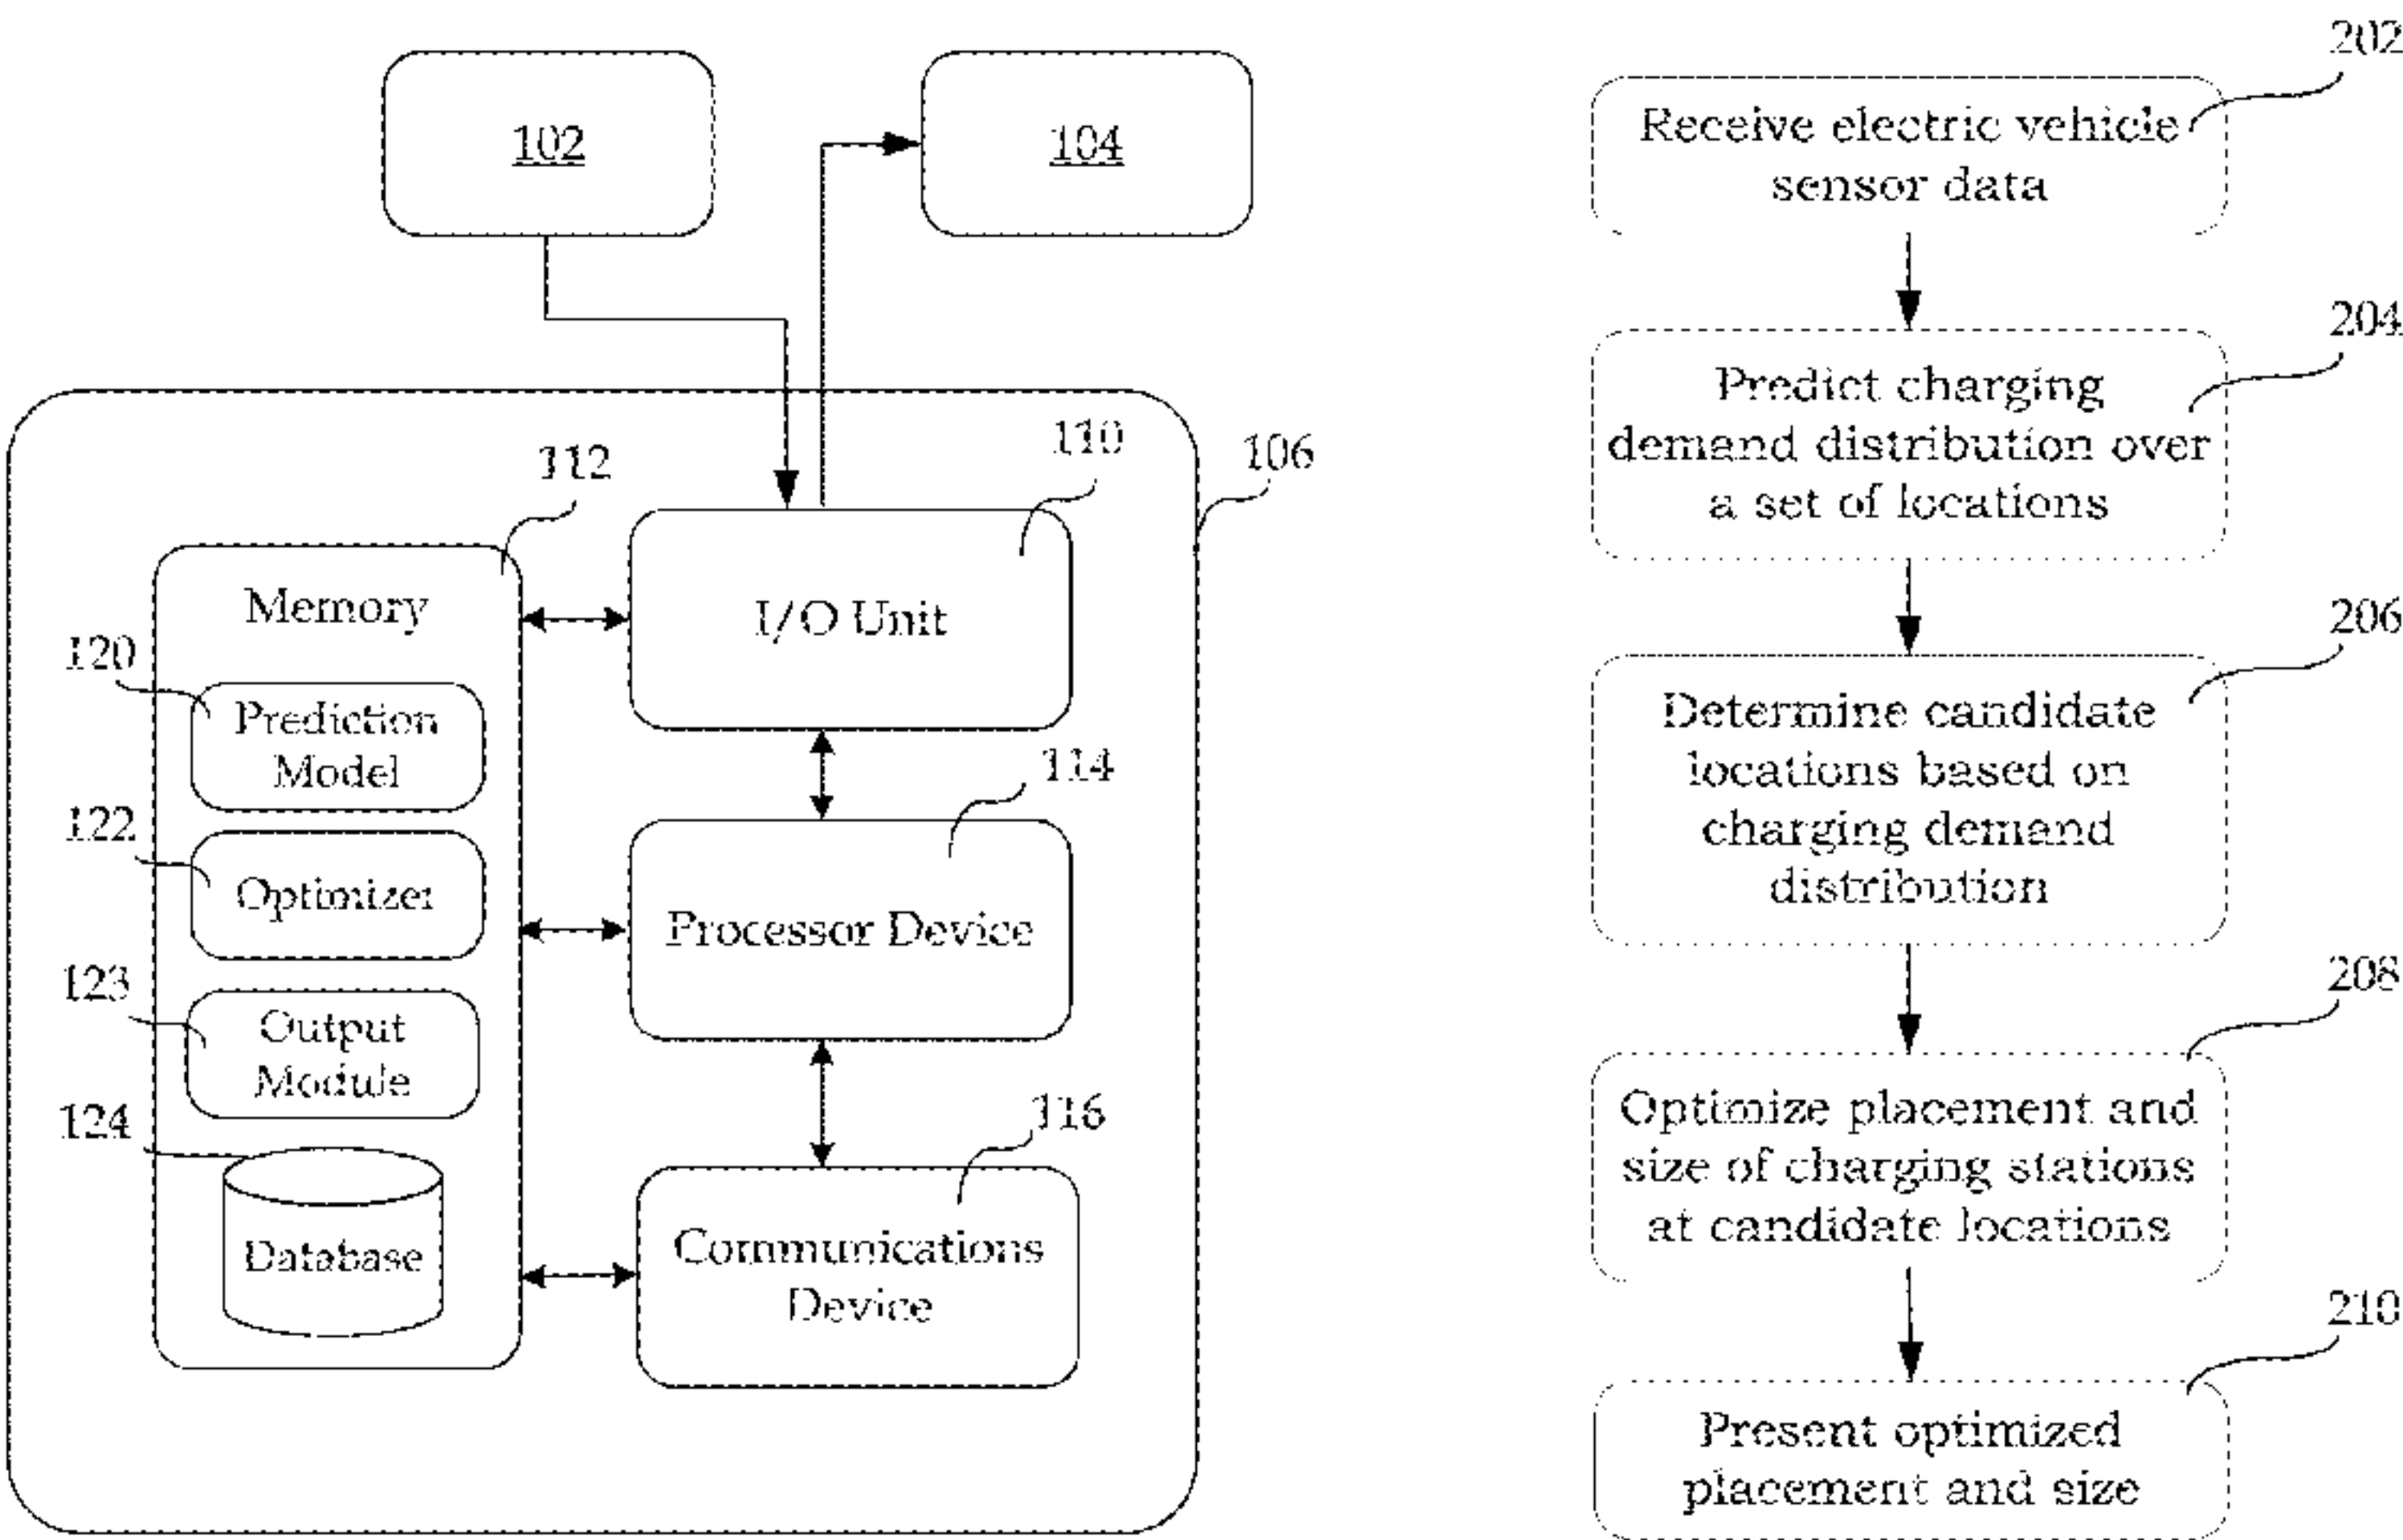 102
104
106
112
110
Memory
I/O Unit
120
Prediction
Model
114
122
Optimizer
Processor Device
123
Output
Module
124
116
Database
Communications
Device
202
Receive electric vehicle
sensor data
204
Predict charging
demand distribution over
a set of locations
206
Determine candidate
locations based on
charging demand
distribution
208
Optimize placement and
size of charging stations
at candidate locations
210
Present optimized
placement and size